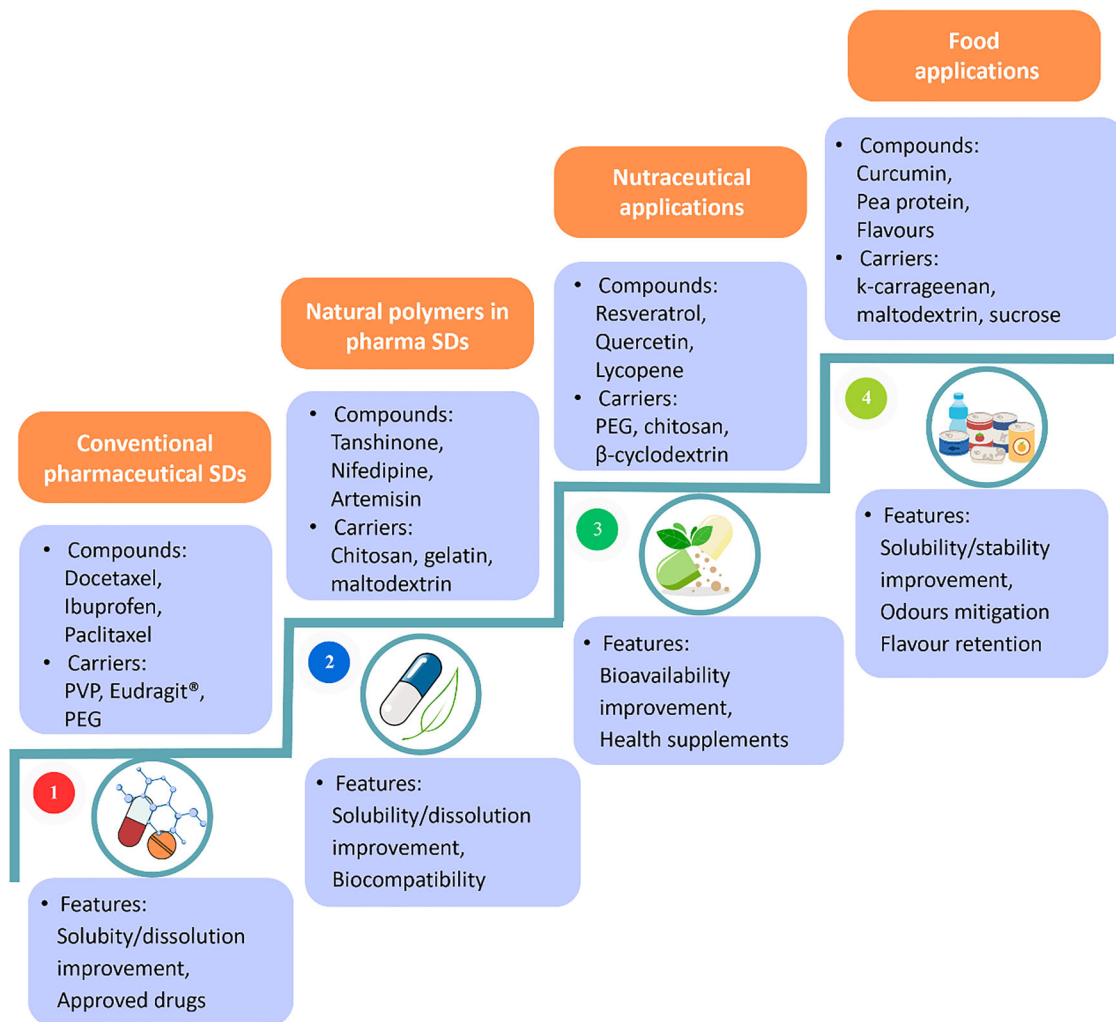 Conventional
pharmaceutical SDs
• Compounds:
Docetaxel,
Ibuprofen,
Paclitaxel
• Carriers:
PVP, Eudragit®,
PEG
1
• Features:
Solubity/dissolution
improvement,
Approved drugs
Natural polymers in
pharma SDs
• Compounds:
Tanshinone,
Nifedipine,
Artemisin
• Carriers:
Chitosan, gelatin,
maltodextrin
2
• Features:
Solubility/dissolution
improvement,
Biocompatibility
Nutraceutical
applications
• Compounds:
Resveratrol,
Quercetin,
Lycopene
• Carriers:
PEG, chitosan,
β-cyclodextrin
3
• Features:
Bioavailability
improvement,
Health supplements
Food
applications
• Compounds:
Curcumin,
Pea protein,
Flavours
• Carriers:
k-carrageenan,
maltodextrin, sucrose
4
• Features:
Solubility/stability
improvement,
Odours mitigation
Flavour retention